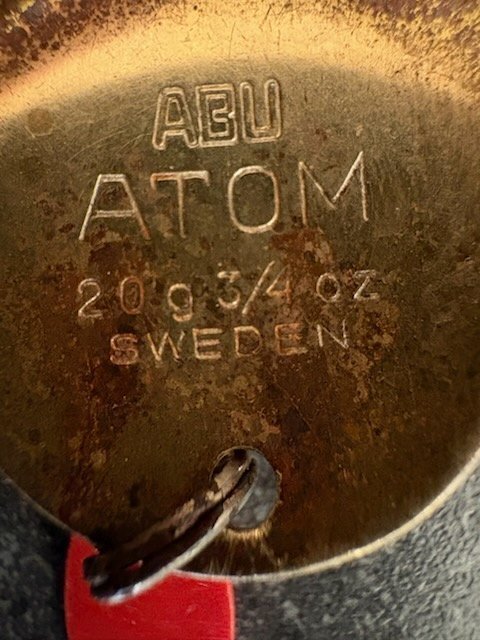 ABU
ATOM
20g 3/4 oz
SWEDEN